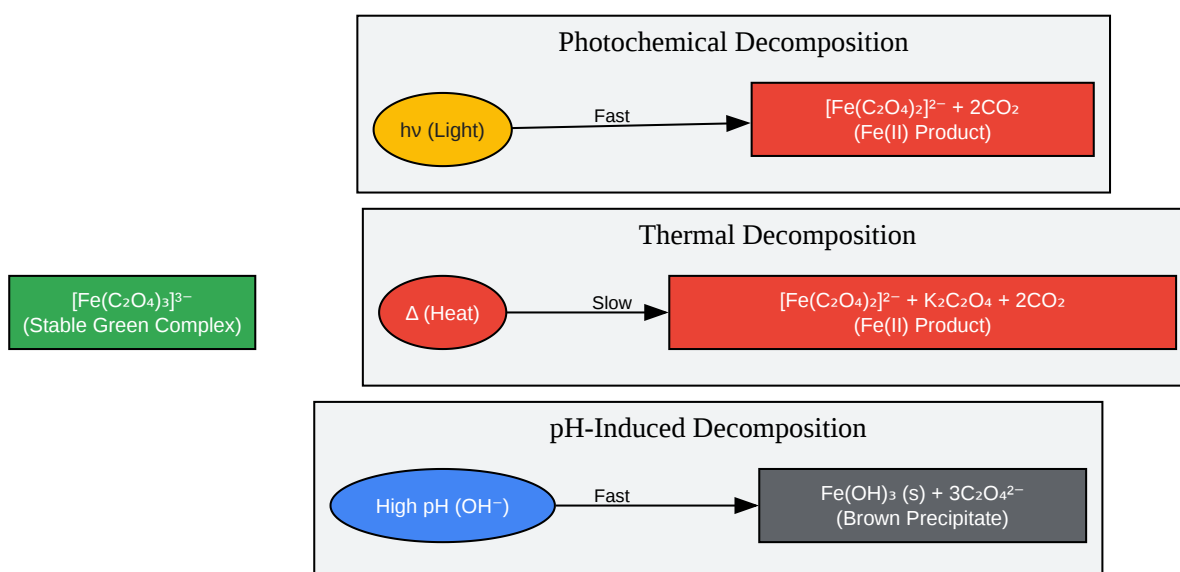 Photochemical Decomposition
hν (Light)
Fast
[Fe(C₂O₄)₂]²⁻ + 2CO₂
(Fe(II) Product)
Thermal Decomposition
[Fe(C₂O₄)₃]³⁻
(Stable Green Complex)
Δ (Heat)
Slow
[Fe(C₂O₄)₂]²⁻ + K₂C₂O₄ + 2CO₂
(Fe(II) Product)
pH-Induced Decomposition
High pH (OH⁻)
Fast
Fe(OH)₃ (s) + 3C₂O₄²⁻
(Brown Precipitate)